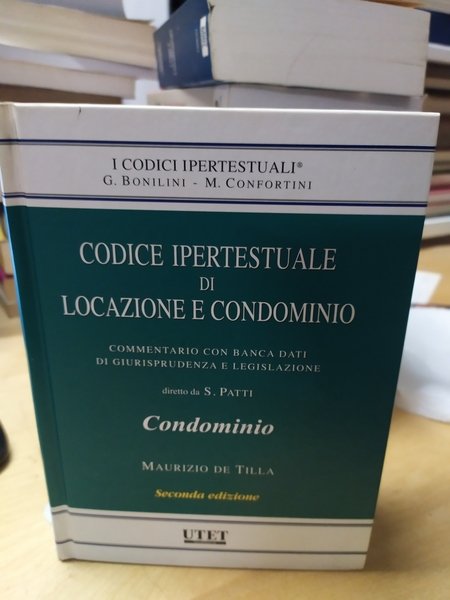 I CODICI IPERTESTUALI®
G. BONILINI - M. CONFORTINI
CODICE IPERTESTUALE
DI
LOCAZIONE E CONDOMINIO
COMMENTARIO CON BANCA DATI
DI GIURISPRUDENZA E LEGISLAZIONE
diretto da S. PATTI
Condominio
MAURIZIO DE TILLA
Seconda edizione
UTET